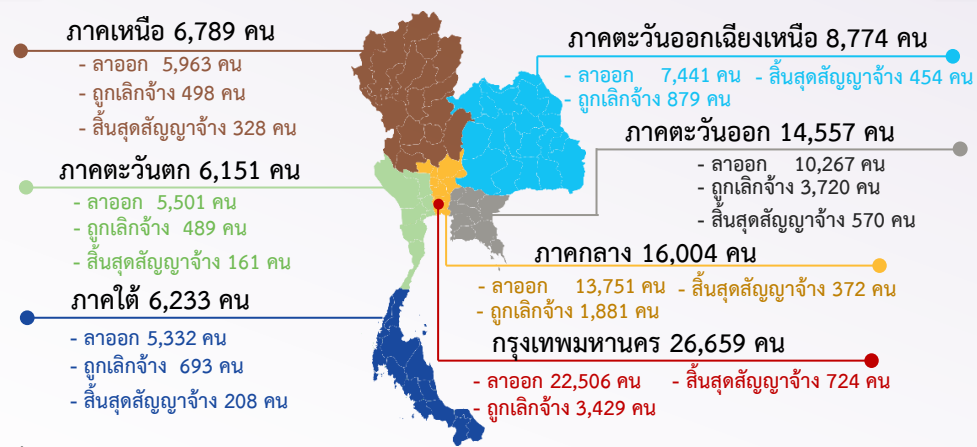 ภาคเหนือ 6,789 คน
- ลาออก 5,963 คน
- ถูกเลิกจ้าง 498 คน
- สิ้นสุดสัญญาจ้าง 328 คน
ภาคตะวันออกเฉียงเหนือ 8,774 คน
- ลาออก 7,441 คน - สิ้นสุดสัญญาจ้าง 454 คน
- ถูกเลิกจ้าง 879 คน
ภาคตะวันออก 14,557 คน
- ลาออก 10,267 คน
- ถูกเลิกจ้าง 3,720 คน
- สิ้นสุดสัญญาจ้าง 570 คน
ภาคตะวันตก 6,151 คน
- ลาออก 5,501 คน
- ถูกเลิกจ้าง 489 คน
- สิ้นสุดสัญญาจ้าง 161 คน
ภาคกลาง 16,004 คน
- ลาออก 13,751 คน - สิ้นสุดสัญญาจ้าง 372 คน
- ถูกเลิกจ้าง 1,881 คน
ภาคใต้ 6,233 คน
- ลาออก 5,332 คน
- ถูกเลิกจ้าง 693 คน
- สิ้นสุดสัญญาจ้าง 208 คน
กรุงเทพมหานคร 26,659 คน
- ลาออก 22,506 คน - สิ้นสุดสัญญาจ้าง 724 คน
- ถูกเลิกจ้าง 3,429 คน